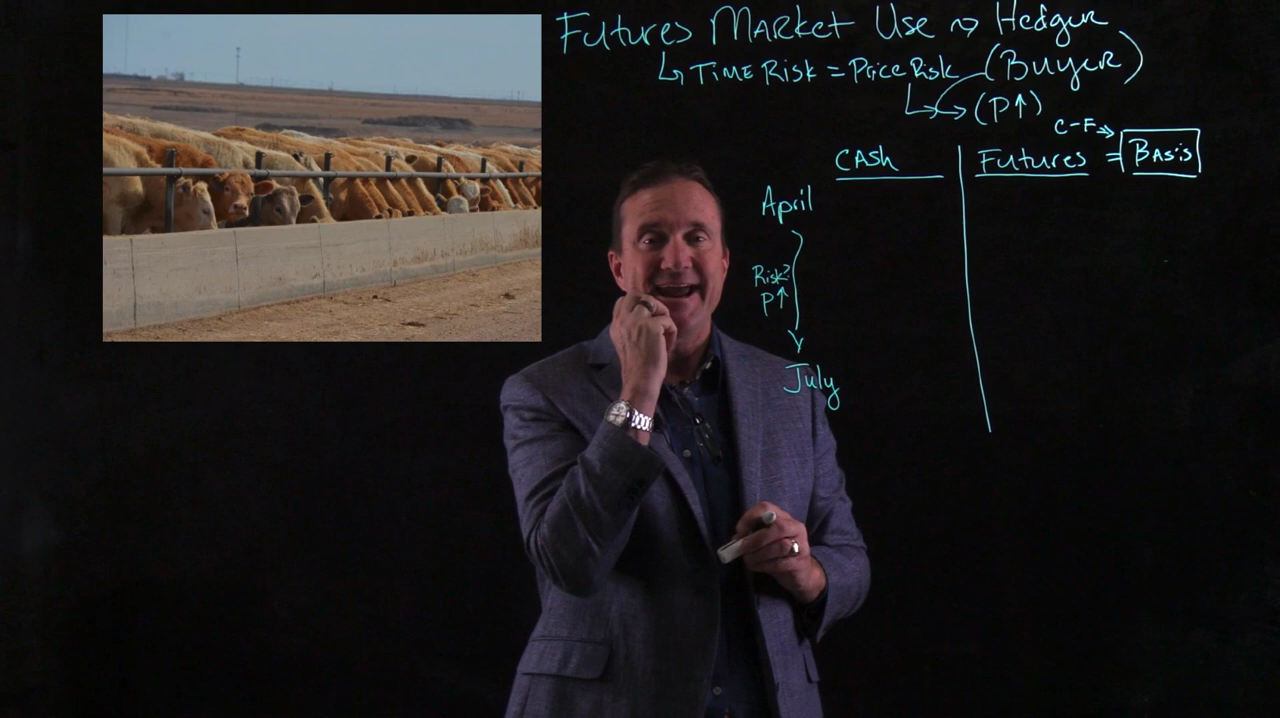 Futures Market Use → Hedger
↳ Time Risk = Price Risk (Buyer)
↳ (P↑)
C-F →
Cash | Futures = Basis
April
Risk?
P↑
July